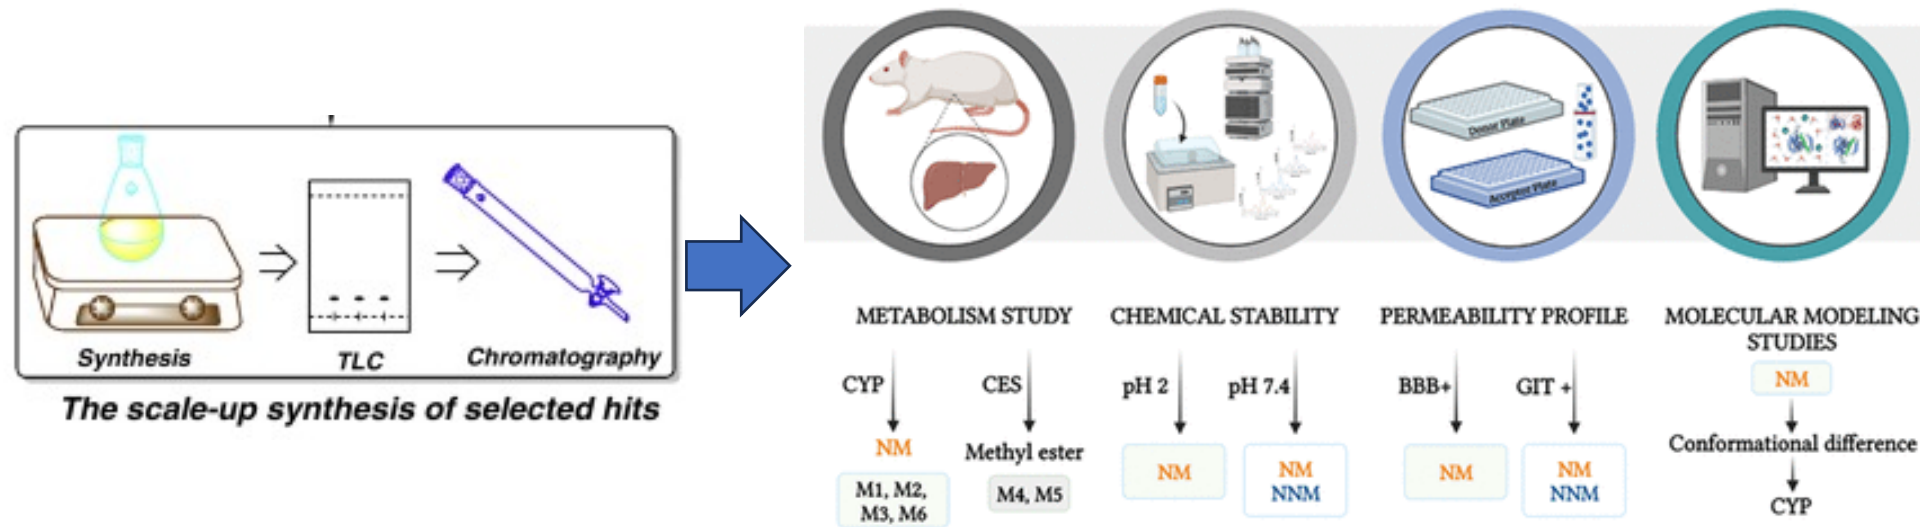 Synthesis
TLC
Chromatography
The scale-up synthesis of selected hits
Donor Plate
Acceptor Plate
METABOLISM STUDY
CYP
CES
NM
Methyl ester
M1, M2,
M3, M6
M4, M5
CHEMICAL STABILITY
pH 2
pH 7.4
NM
NM
NNM
PERMEABILITY PROFILE
BBB+
GIT +
NM
NM
NNM
MOLECULAR MODELING
STUDIES
NM
Conformational difference
CYP